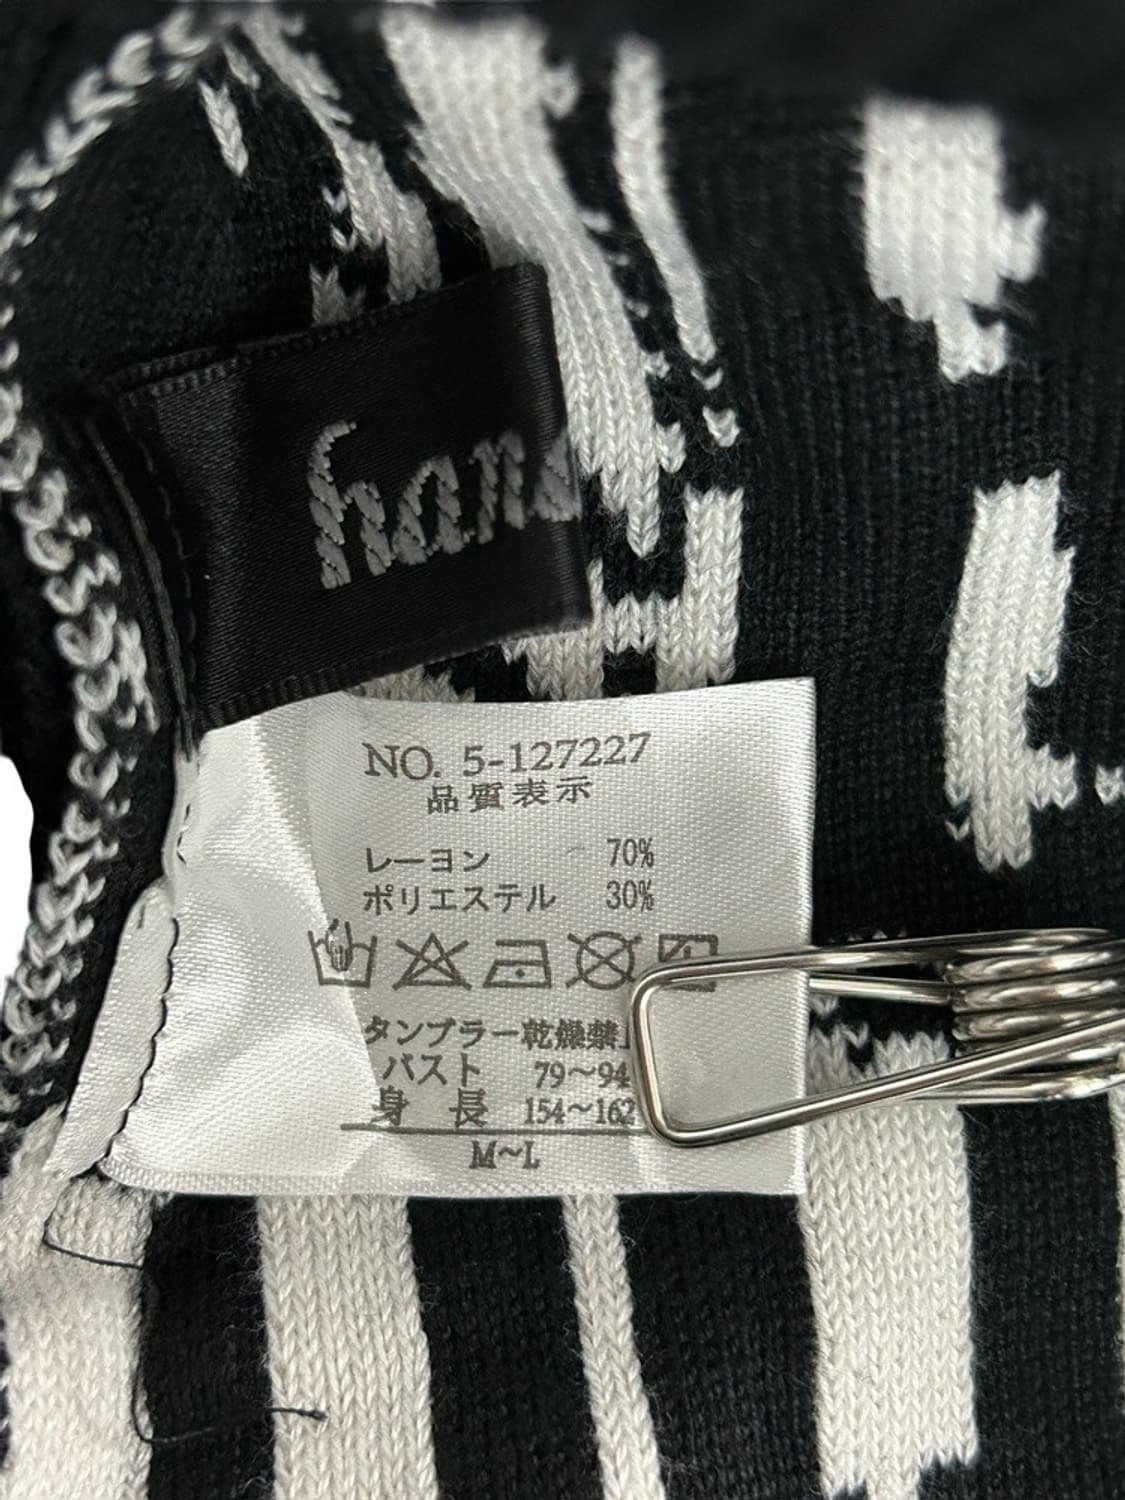 han
NO. 5-127227
品質表示
レーヨン 70%
ポリエステル 30%
タンブラー乾燥禁
バスト 79〜94
身 長 154〜162
M〜L